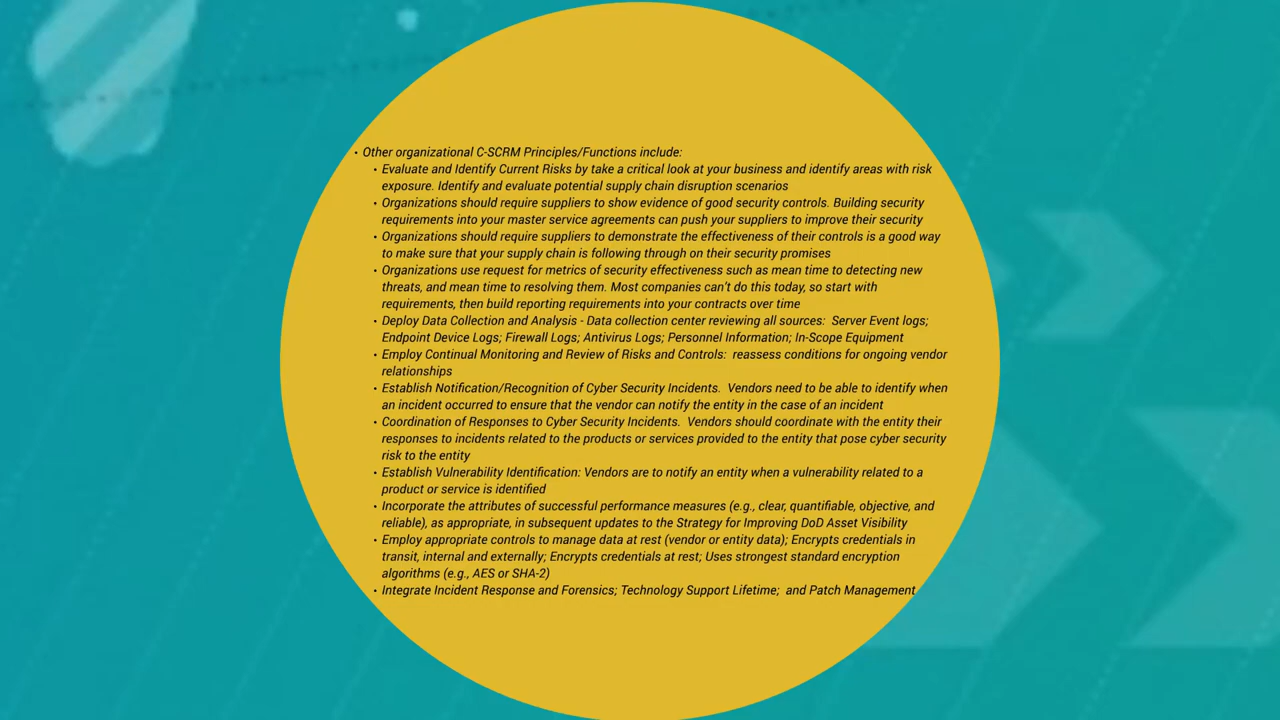 • Other organizational C-SCRM Principles/Functions include:
• Evaluate and Identify Current Risks by take a critical look at your business and identify areas with risk
exposure. Identify and evaluate potential supply chain disruption scenarios
• Organizations should require suppliers to show evidence of good security controls. Building security
requirements into your master service agreements can push your suppliers to improve their security
• Organizations should require suppliers to demonstrate the effectiveness of their controls is a good way
to make sure that your supply chain is following through on their security promises
• Organizations use request for metrics of security effectiveness such as mean time to detecting new
threats, and mean time to resolving them. Most companies can't do this today, so start with
requirements, then build reporting requirements into your contracts over time
• Deploy Data Collection and Analysis - Data collection center reviewing all sources: Server Event logs;
Endpoint Device Logs; Firewall Logs; Antivirus Logs; Personnel Information; In-Scope Equipment
• Employ Continual Monitoring and Review of Risks and Controls: reassess conditions for ongoing vendor
relationships
• Establish Notification/Recognition of Cyber Security Incidents. Vendors need to be able to identify when
an incident occurred to ensure that the vendor can notify the entity in the case of an incident
• Coordination of Responses to Cyber Security Incidents. Vendors should coordinate with the entity their
responses to incidents related to the products or services provided to the entity that pose cyber security
risk to the entity
• Establish Vulnerability Identification: Vendors are to notify an entity when a vulnerability related to a
product or service is identified
• Incorporate the attributes of successful performance measures (e.g., clear, quantifiable, objective, and
reliable), as appropriate, in subsequent updates to the Strategy for Improving DoD Asset Visibility
• Employ appropriate controls to manage data at rest (vendor or entity data); Encrypts credentials in
transit, internal and externally; Encrypts credentials at rest; Uses strongest standard encryption
algorithms (e.g., AES or SHA-2)
• Integrate Incident Response and Forensics; Technology Support Lifetime; and Patch Management